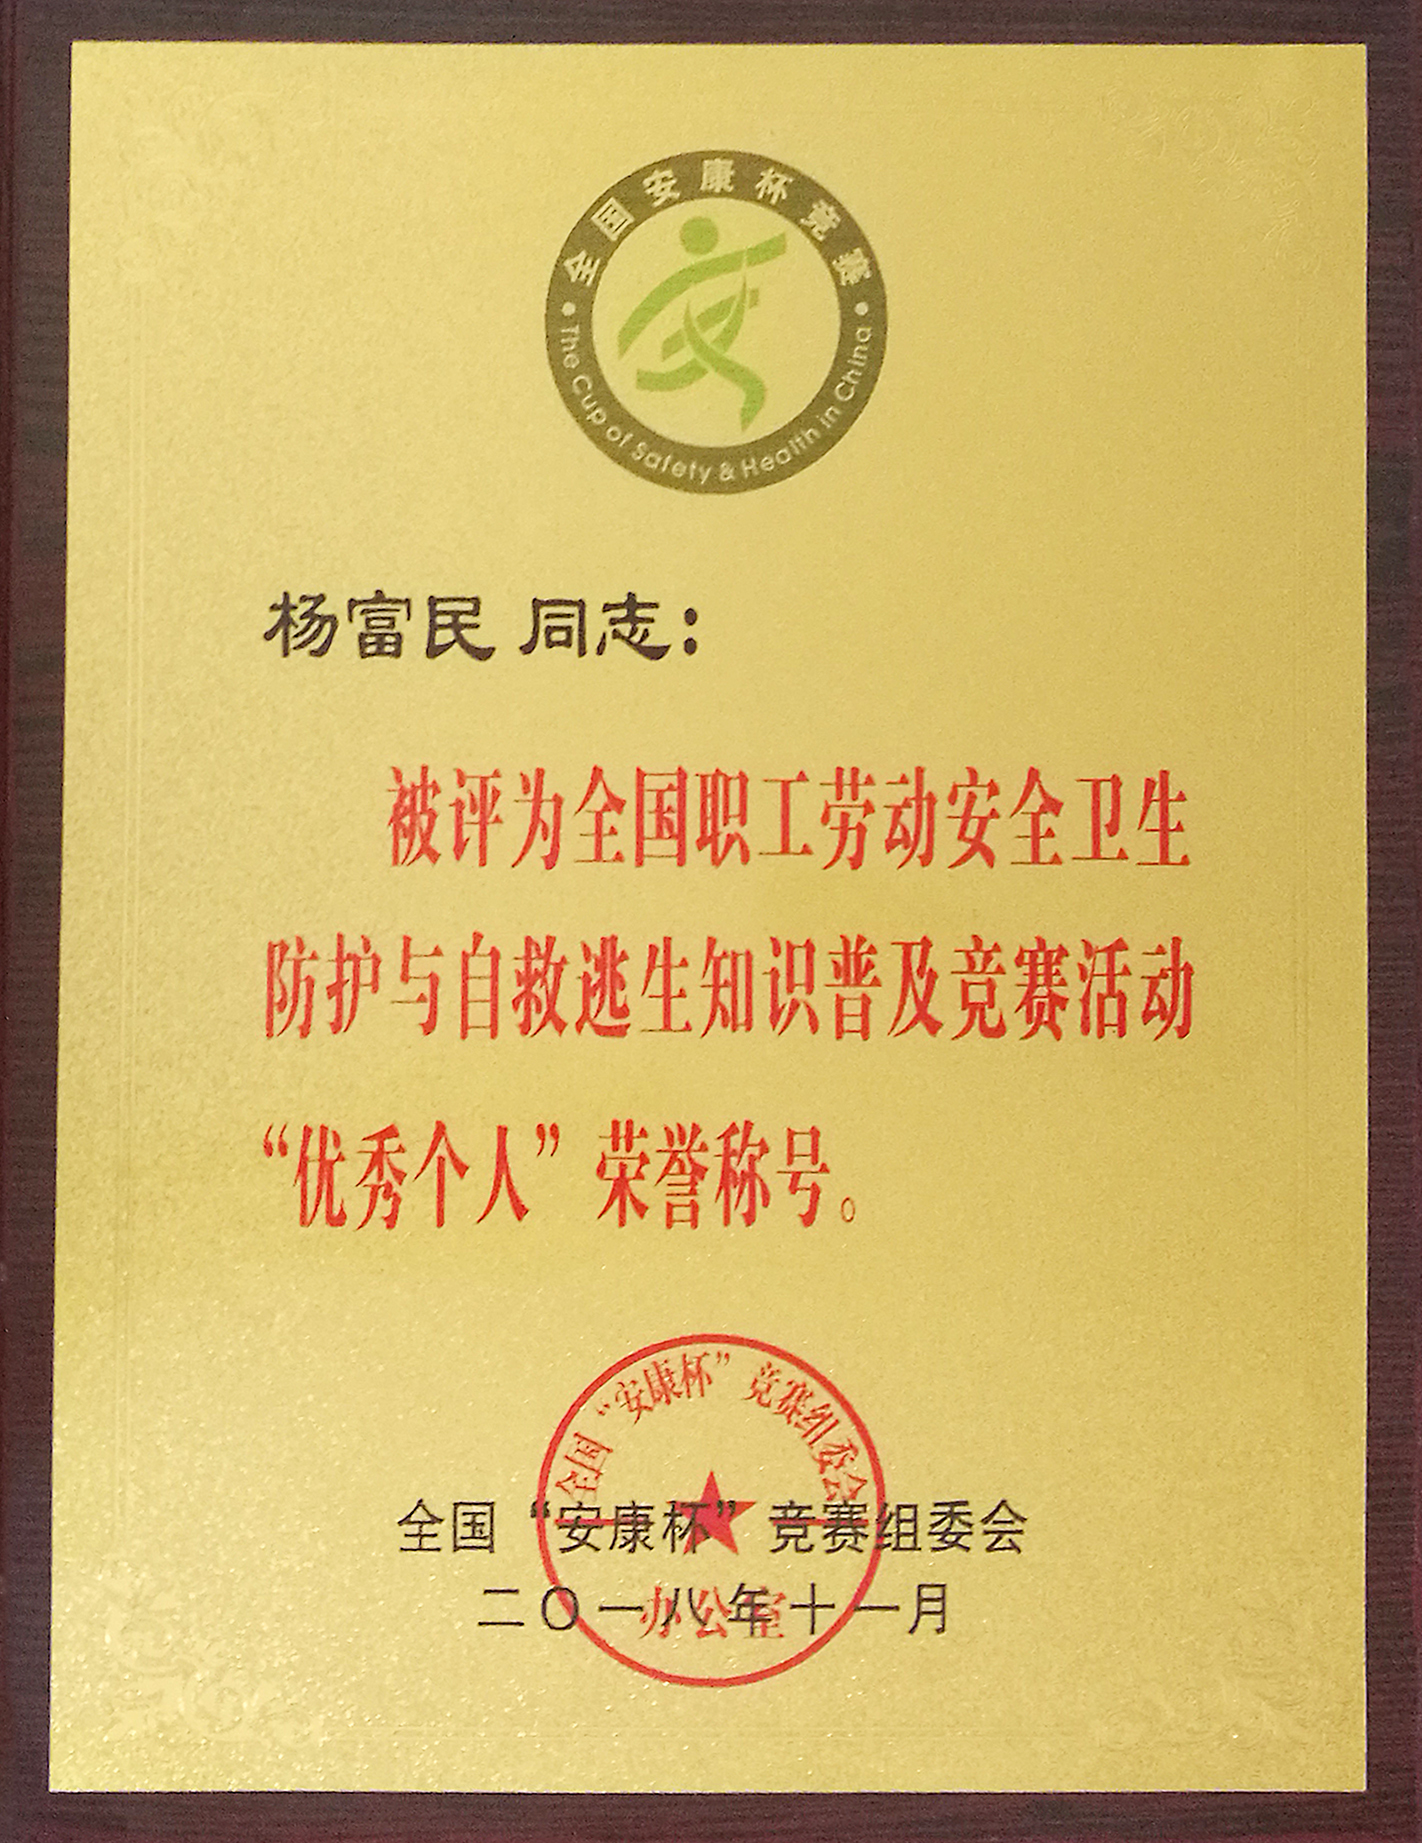 全国安康杯竞赛
The Cup of Safety & Health in China
杨富民 同志：
被评为全国职工劳动安全卫生
防护与自救逃生知识普及竞赛活动
“优秀个人”荣誉称号。
全国“安康杯”竞赛组委会
全国“安康杯”竞赛组委会
二〇一八年十一月
办公室